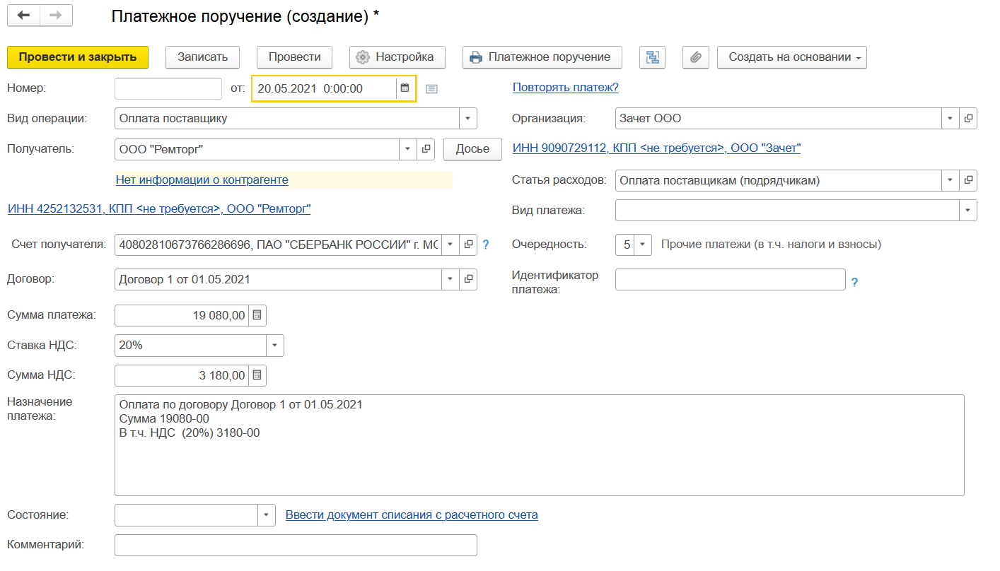 Платежное поручение (создание) *
Провести и закрыть Записать Провести Настройка Платежное поручение Создать на основании
Номер: от: 20.05.2021 0:00:00 Повторять платеж?
Вид операции: Оплата поставщику Организация: Зачет ООО
Получатель: ООО "Ремторг" Досье ИНН 9090729112, КПП <не требуется>, ООО "Зачет"
Нет информации о контрагенте Статья расходов: Оплата поставщикам (подрядчикам)
ИНН 4252132531, КПП <не требуется>, ООО "Ремторг" Вид платежа:
Счет получателя: 40802810673766286696, ПАО "СБЕРБАНК РОССИИ" г. МО ? Очередность: 5 Прочие платежи (в т.ч. налоги и взносы)
Договор: Договор 1 от 01.05.2021 Идентификатор
платежа: ?
Сумма платежа: 19 080,00
Ставка НДС: 20%
Сумма НДС: 3 180,00
Назначение
платежа:
Оплата по договору Договор 1 от 01.05.2021
Сумма 19080-00
В т.ч. НДС (20%) 3180-00
Состояние: Ввести документ списания с расчетного счета
Комментарий: